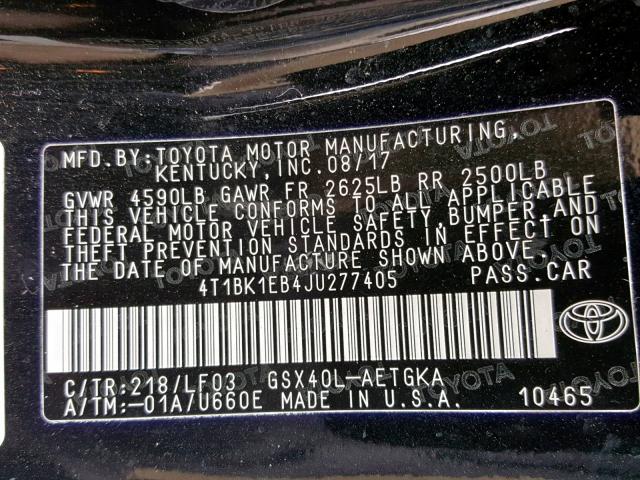 MFD.BY:TOYOTA MOTOR MANUFACTURING,
KENTUCKY, INC. 08/17
GVWR 4590LB GAWR FR 2625LB RR 2500LB
THIS VEHICLE CONFORMS TO ALL APPLICABLE
FEDERAL MOTOR VEHICLE SAFETY, BUMPER, AND
THEFT PREVENTION STANDARDS IN EFFECT ON
THE DATE OF MANUFACTURE SHOWN ABOVE.
4T1BK1EB4JU277405 PASS.CAR
C/TR:218/LF03 GSX40L-AETGKA
A/TM:-01A/U660E MADE IN U.S.A. 10465